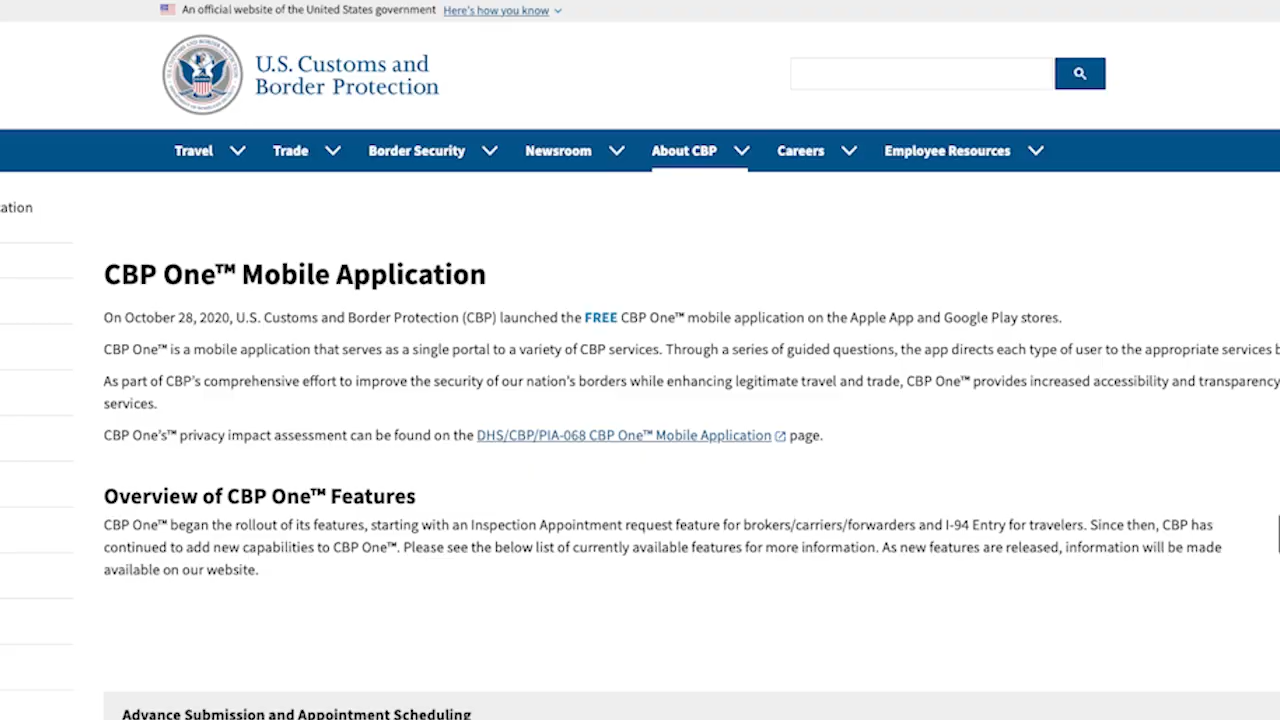 An official website of the United States government Here's how you know
U.S. Customs and
Border Protection
Travel Trade Border Security Newsroom About CBP Careers Employee Resources
ation
CBP One™ Mobile Application
On October 28, 2020, U.S. Customs and Border Protection (CBP) launched the FREE CBP One™ mobile application on the Apple App and Google Play stores.
CBP One™ is a mobile application that serves as a single portal to a variety of CBP services. Through a series of guided questions, the app directs each type of user to the appropriate services b
As part of CBP's comprehensive effort to improve the security of our nation's borders while enhancing legitimate travel and trade, CBP One™ provides increased accessibility and transparency
services.
CBP One's™ privacy impact assessment can be found on the DHS/CBP/PIA-068 CBP One™ Mobile Application page.
Overview of CBP One™ Features
CBP One™ began the rollout of its features, starting with an Inspection Appointment request feature for brokers/carriers/forwarders and I-94 Entry for travelers. Since then, CBP has
continued to add new capabilities to CBP One™. Please see the below list of currently available features for more information. As new features are released, information will be made
available on our website.
Advance Submission and Appointment Scheduling